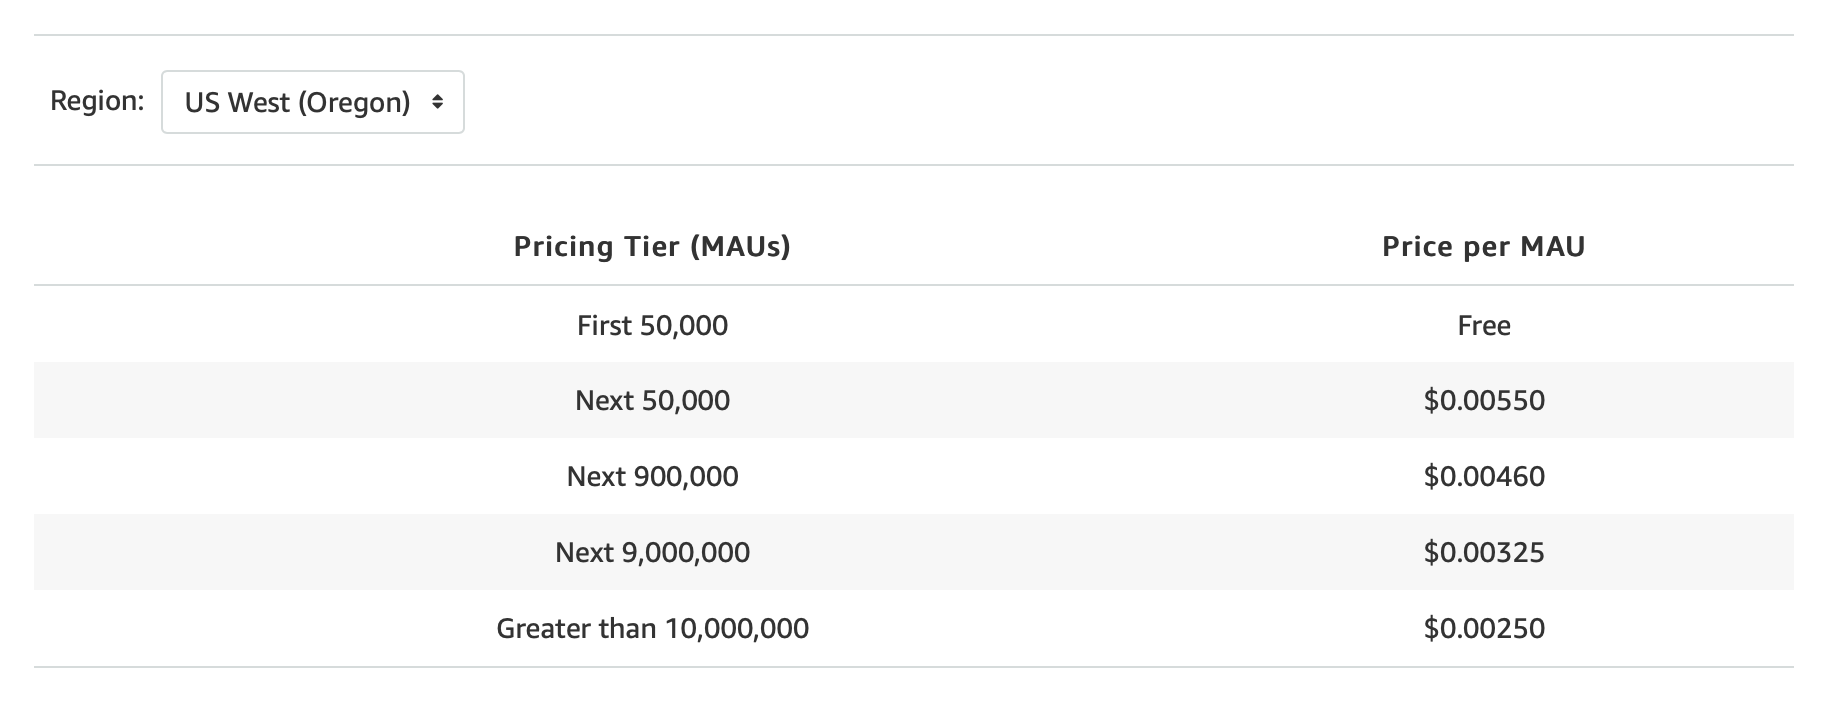 Region: US West (Oregon)
Pricing Tier (MAUs) Price per MAU
First 50,000 Free
Next 50,000 $0.00550
Next 900,000 $0.00460
Next 9,000,000 $0.00325
Greater than 10,000,000 $0.00250